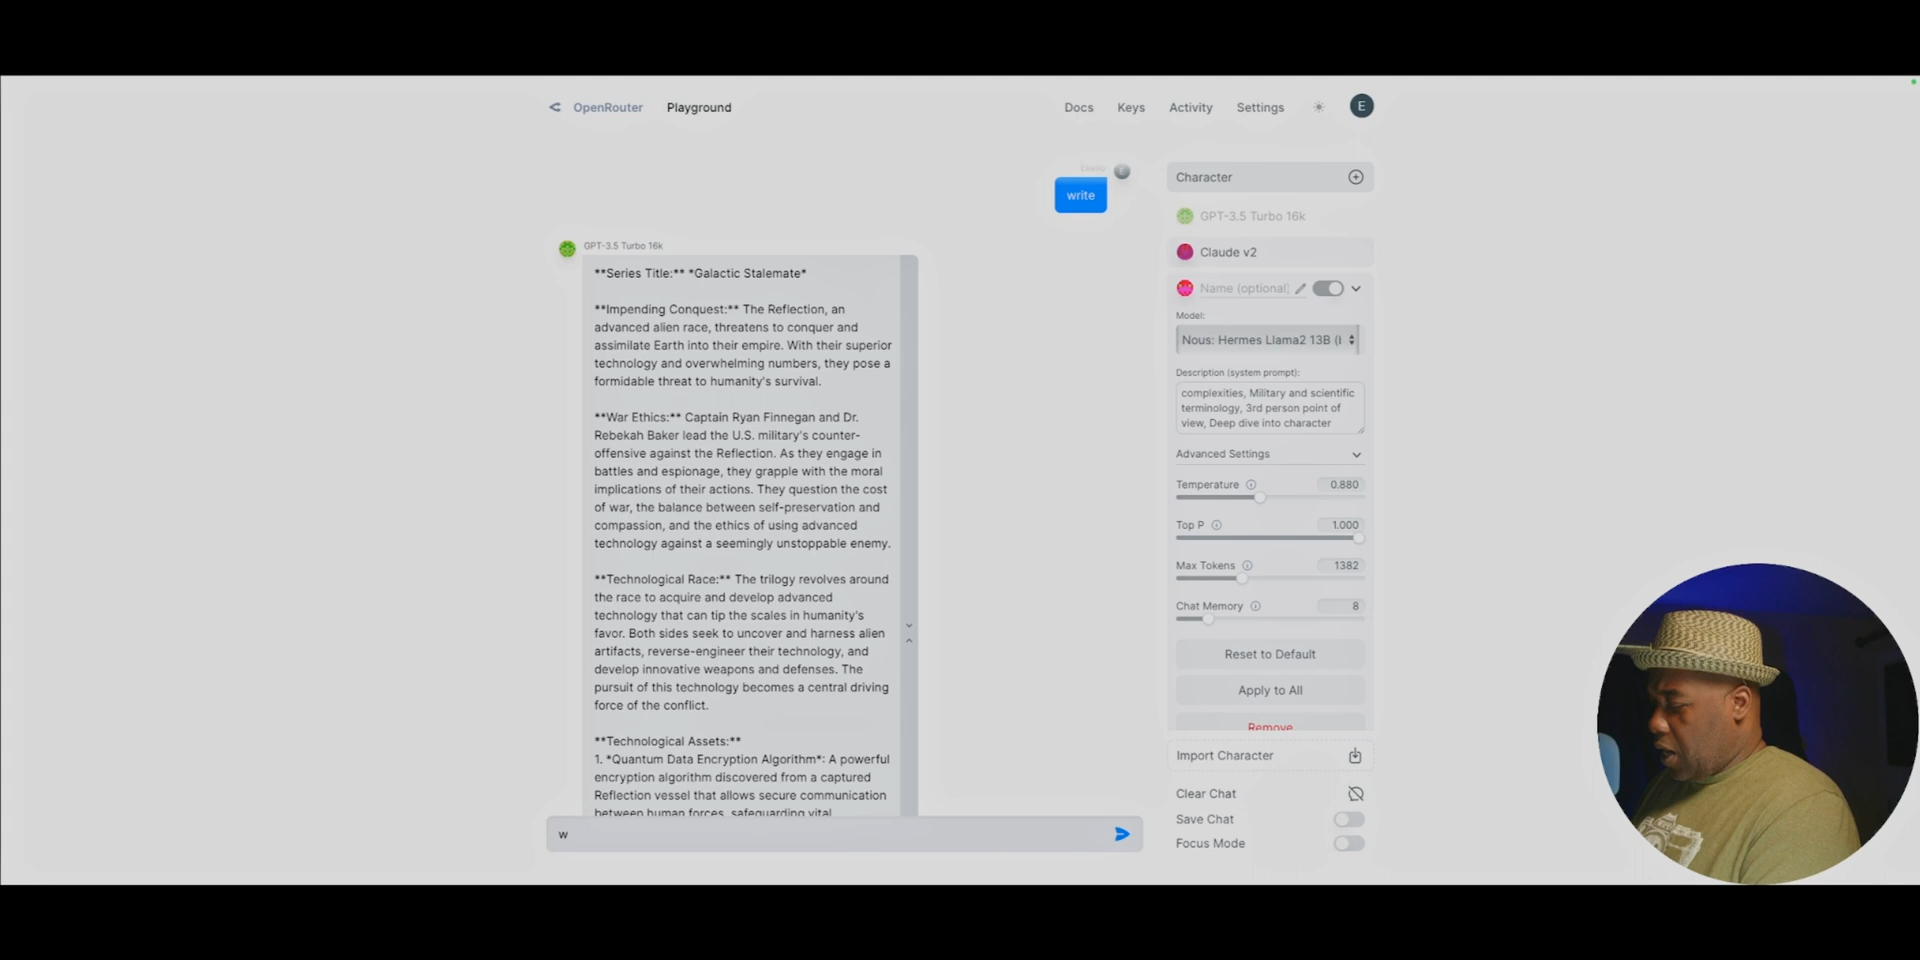 OpenRouter Playground Docs Keys Activity Settings E
write
GPT-3.5 Turbo 16k
**Series Title:** *Galactic Stalemate*
**Impending Conquest:** The Reflection, an
advanced alien race, threatens to conquer and
assimilate Earth into their empire. With their superior
technology and overwhelming numbers, they pose a
formidable threat to humanity's survival.
**War Ethics:** Captain Ryan Finnegan and Dr.
Rebekah Baker lead the U.S. military's counter-
offensive against the Reflection. As they engage in
battles and espionage, they grapple with the moral
implications of their actions. They question the cost
of war, the balance between self-preservation and
compassion, and the ethics of using advanced
technology against a seemingly unstoppable enemy.
**Technological Race:** The trilogy revolves around
the race to acquire and develop advanced
technology that can tip the scales in humanity's
favor. Both sides seek to uncover and harness alien
artifacts, reverse-engineer their technology, and
develop innovative weapons and defenses. The
pursuit of this technology becomes a central driving
force of the conflict.
**Technological Assets:**
1. *Quantum Data Encryption Algorithm*: A powerful
encryption algorithm discovered from a captured
Reflection vessel that allows secure communication
between human forces, safeguarding vital
w
Character
GPT-3.5 Turbo 16k
Claude v2
Name (optional)
Model:
Nous: Hermes Llama2 13B (
Description (system prompt):
complexities, Military and scientific
terminology, 3rd person point of
view, Deep dive into character
Advanced Settings
Temperature 0.880
Top P 1.000
Max Tokens 1382
Chat Memory 8
Reset to Default
Apply to All
Remove
Import Character
Clear Chat
Save Chat
Focus Mode